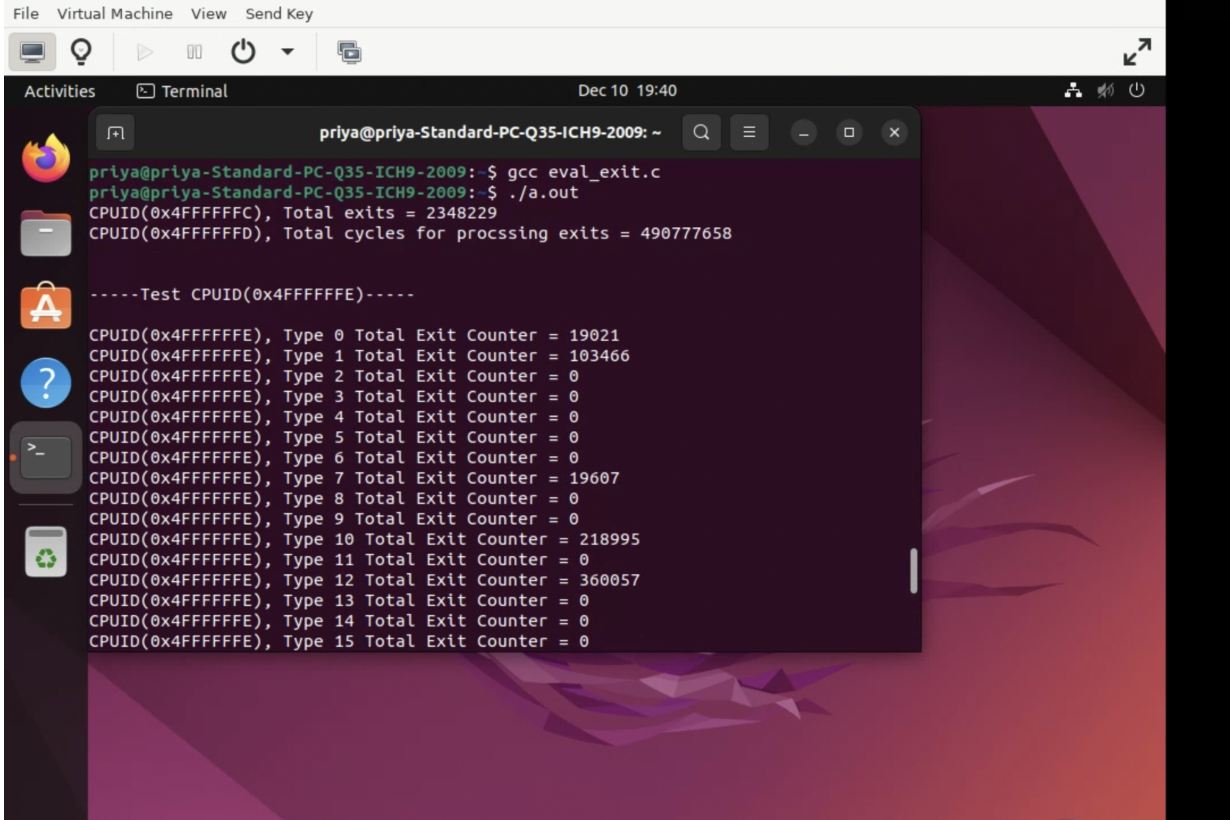 File Virtual Machine View Send Key
Activities Terminal Dec 10 19:40
priya@priya-Standard-PC-Q35-ICH9-2009: ~
priya@priya-Standard-PC-Q35-ICH9-2009:~$ gcc eval_exit.c
priya@priya-Standard-PC-Q35-ICH9-2009:~$ ./a.out
CPUID(0x4FFFFFFC), Total exits = 2348229
CPUID(0x4FFFFFFD), Total cycles for procssing exits = 490777658
-----Test CPUID(0x4FFFFFFE)-----
CPUID(0x4FFFFFFE), Type 0 Total Exit Counter = 19021
CPUID(0x4FFFFFFE), Type 1 Total Exit Counter = 103466
CPUID(0x4FFFFFFE), Type 2 Total Exit Counter = 0
CPUID(0x4FFFFFFE), Type 3 Total Exit Counter = 0
CPUID(0x4FFFFFFE), Type 4 Total Exit Counter = 0
CPUID(0x4FFFFFFE), Type 5 Total Exit Counter = 0
CPUID(0x4FFFFFFE), Type 6 Total Exit Counter = 0
CPUID(0x4FFFFFFE), Type 7 Total Exit Counter = 19607
CPUID(0x4FFFFFFE), Type 8 Total Exit Counter = 0
CPUID(0x4FFFFFFE), Type 9 Total Exit Counter = 0
CPUID(0x4FFFFFFE), Type 10 Total Exit Counter = 218995
CPUID(0x4FFFFFFE), Type 11 Total Exit Counter = 0
CPUID(0x4FFFFFFE), Type 12 Total Exit Counter = 360057
CPUID(0x4FFFFFFE), Type 13 Total Exit Counter = 0
CPUID(0x4FFFFFFE), Type 14 Total Exit Counter = 0
CPUID(0x4FFFFFFE), Type 15 Total Exit Counter = 0